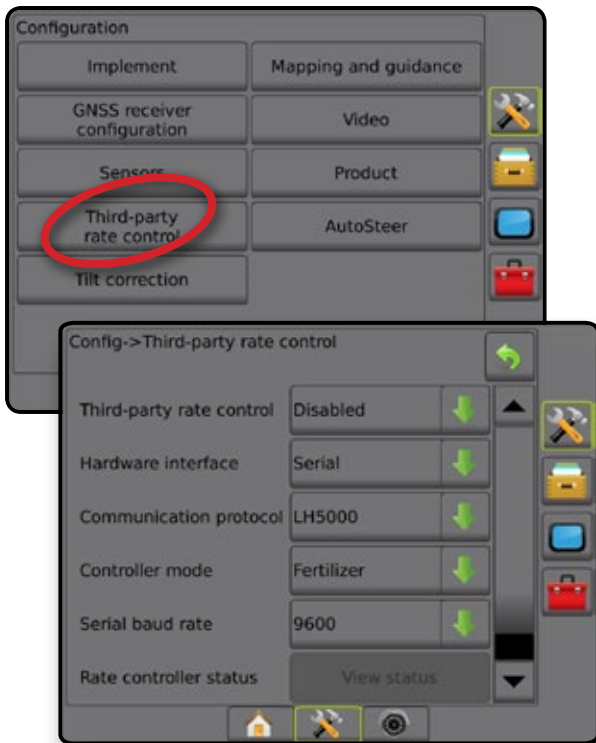 Configuration
Implement
Mapping and guidance
GNSS receiver
configuration
Video
Sensors
Product
Third-party
rate control
AutoSteer
Tilt correction
Config->Third-party rate control
Third-party rate control Disabled
Hardware interface Serial
Communication protocol LH5000
Controller mode Fertilizer
Serial baud rate 9600
Rate controller status View status